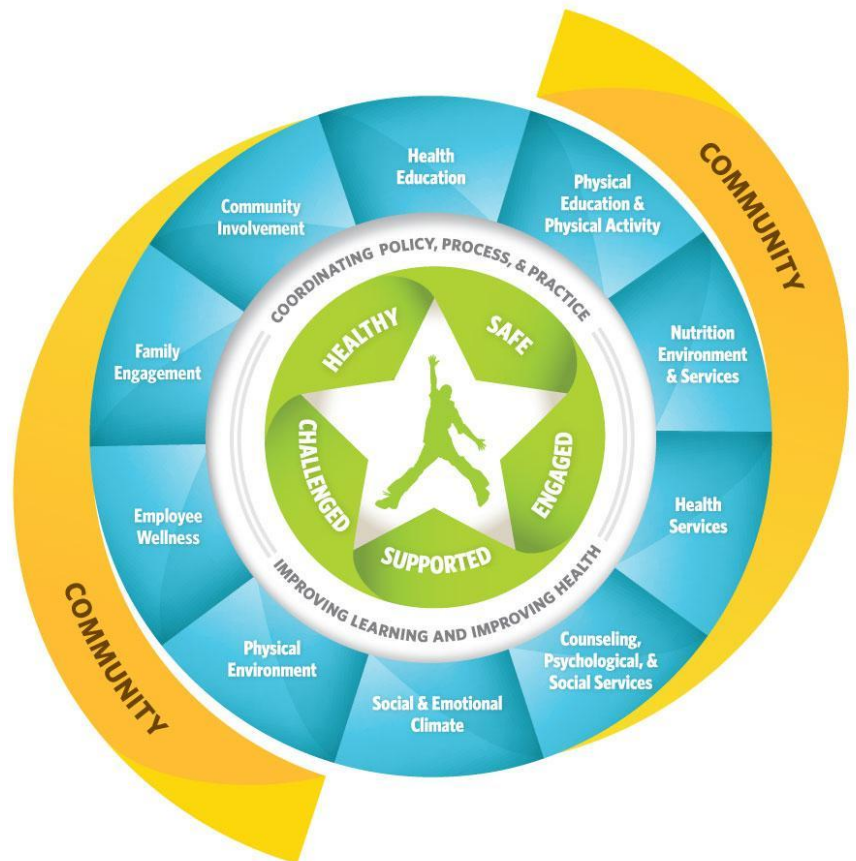 COMMUNITY
Health
Education
Physical
Education &
Physical Activity
Nutrition
Environment
& Services
Health
Services
Counseling,
Psychological, &
Social Services
Social & Emotional
Climate
Physical
Environment
Employee
Wellness
Family
Engagement
Community
Involvement
COORDINATING POLICY, PROCESS, & PRACTICE
IMPROVING LEARNING AND IMPROVING HEALTH
HEALTHY
SAFE
ENGAGED
SUPPORTED
CHALLENGED
COMMUNITY